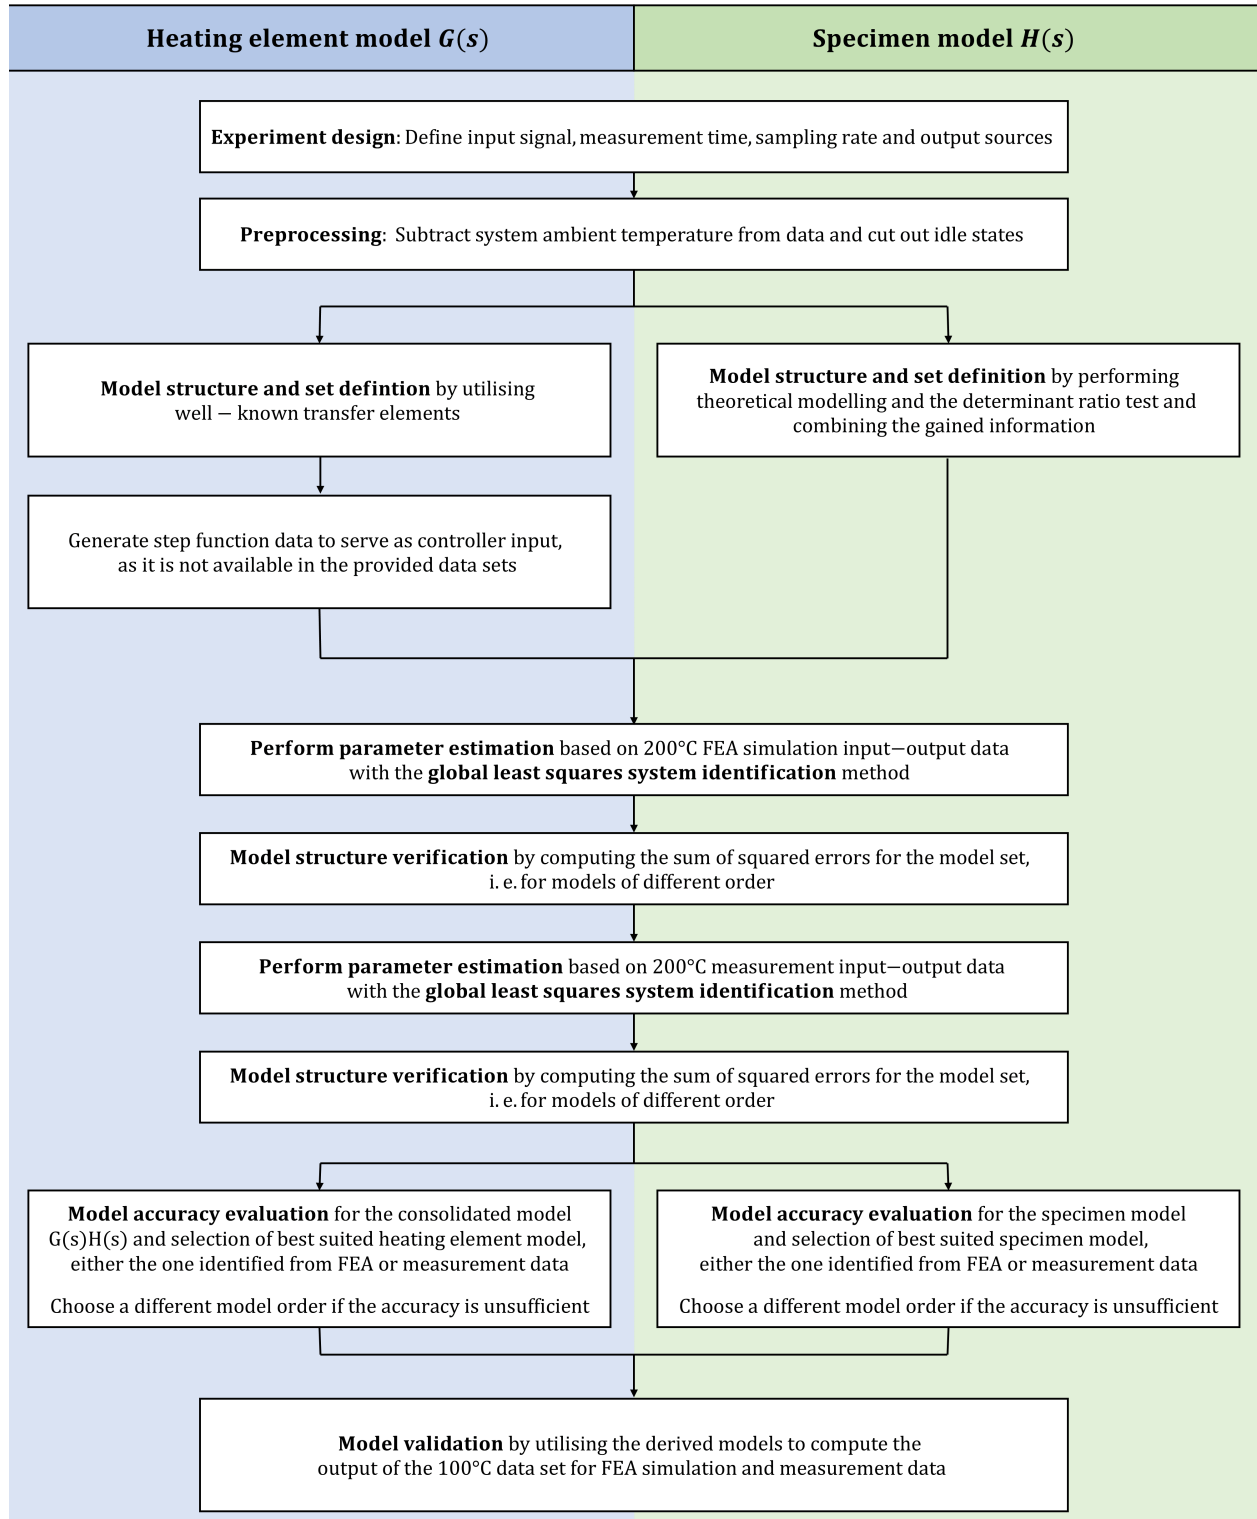 Heating element model G(s)
Specimen model H(s)
Experiment design: Define input signal, measurement time, sampling rate and output sources
Preprocessing: Subtract system ambient temperature from data and cut out idle states
Model structure and set defintion by utilising
well − known transfer elements
Model structure and set definition by performing
theoretical modelling and the determinant ratio test and
combining the gained information
Generate step function data to serve as controller input,
as it is not available in the provided data sets
Perform parameter estimation based on 200°C FEA simulation input−output data
with the global least squares system identification method
Model structure verification by computing the sum of squared errors for the model set,
i. e. for models of different order
Perform parameter estimation based on 200°C measurement input−output data
with the global least squares system identification method
Model structure verification by computing the sum of squared errors for the model set,
i. e. for models of different order
Model accuracy evaluation for the consolidated model
G(s)H(s) and selection of best suited heating element model,
either the one identified from FEA or measurement data
Choose a different model order if the accuracy is unsufficient
Model accuracy evaluation for the specimen model
and selection of best suited specimen model,
either the one identified from FEA or measurement data
Choose a different model order if the accuracy is unsufficient
Model validation by utilising the derived models to compute the
output of the 100°C data set for FEA simulation and measurement data